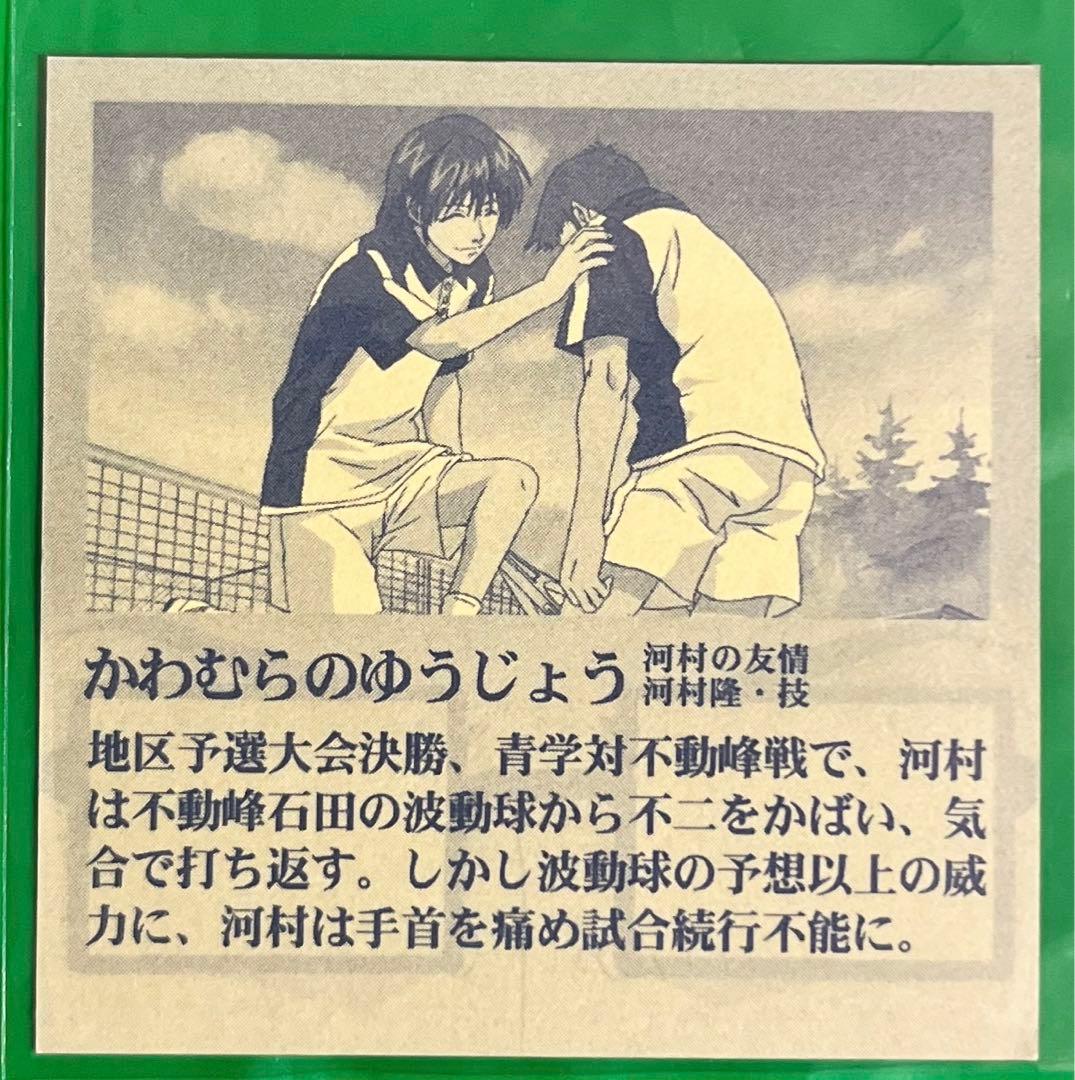 かわむらのゆうじょう
河村の友情
河村隆・技
地区予選大会決勝、青学対不動峰戦で、河村
は不動峰石田の波動球から不二をかばい、気
合で打ち返す。しかし波動球の予想以上の威
力に、河村は手首を痛め試合続行不能に。